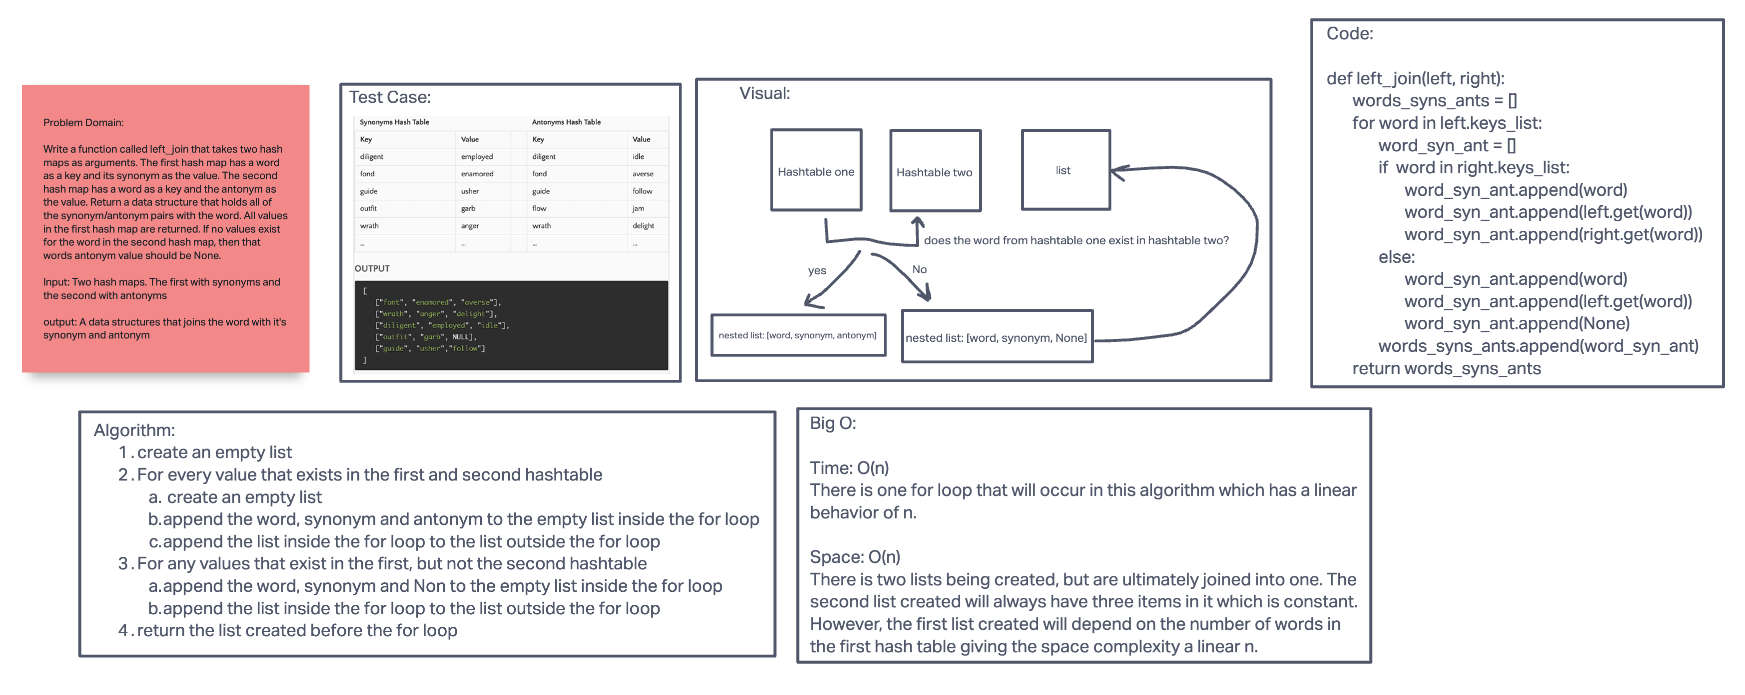 Problem Domain:
Write a function called left_join that takes two hash
maps as arguments. The first hash map has a word
as a key and its synonym as the value. The second
hash map has a word as a key and the antonym as
the value. Return a data structure that holds all of
the synonym/antonym pairs with the word. All values
in the first hash map are returned. If no values exist
for the word in the second hash map, then that
words antonym value should be None.
Input: Two hash maps. The first with synonyms and
the second with antonyms
output: A data structures that joins the word with it's
synonym and antonym
Test Case:
Synonyms Hash Table Antonyms Hash Table
Key Value Key Value
diligent employed diligent idle
fond enamored fond averse
guide usher guide follow
outfit garb flow jam
wrath anger wrath delight
... ... ... ...
OUTPUT
[
["font", "enamored", "averse"],
["wrath", "anger", "delight"],
["diligent", "employed", "idle"],
["outfit", "garb", NULL],
["guide", "usher","follow"]
]
Visual:
Hashtable one
Hashtable two
list
does the word from hashtable one exist in hashtable two?
yes
No
nested list: [word, synonym, antonym]
nested list: [word, synonym, None]
Code:
def left_join(left, right):
words_syns_ants = []
for word in left.keys_list:
word_syn_ant = []
if word in right.keys_list:
word_syn_ant.append(word)
word_syn_ant.append(left.get(word))
word_syn_ant.append(right.get(word))
else:
word_syn_ant.append(word)
word_syn_ant.append(left.get(word))
word_syn_ant.append(None)
words_syns_ants.append(word_syn_ant)
return words_syns_ants
Algorithm:
1. create an empty list
2. For every value that exists in the first and second hashtable
a. create an empty list
b. append the word, synonym and antonym to the empty list inside the for loop
c. append the list inside the for loop to the list outside the for loop
3. For any values that exist in the first, but not the second hashtable
a. append the word, synonym and Non to the empty list inside the for loop
b. append the list inside the for loop to the list outside the for loop
4. return the list created before the for loop
Big O:
Time: O(n)
There is one for loop that will occur in this algorithm which has a linear
behavior of n.
Space: O(n)
There is two lists being created, but are ultimately joined into one. The
second list created will always have three items in it which is constant.
However, the first list created will depend on the number of words in
the first hash table giving the space complexity a linear n.